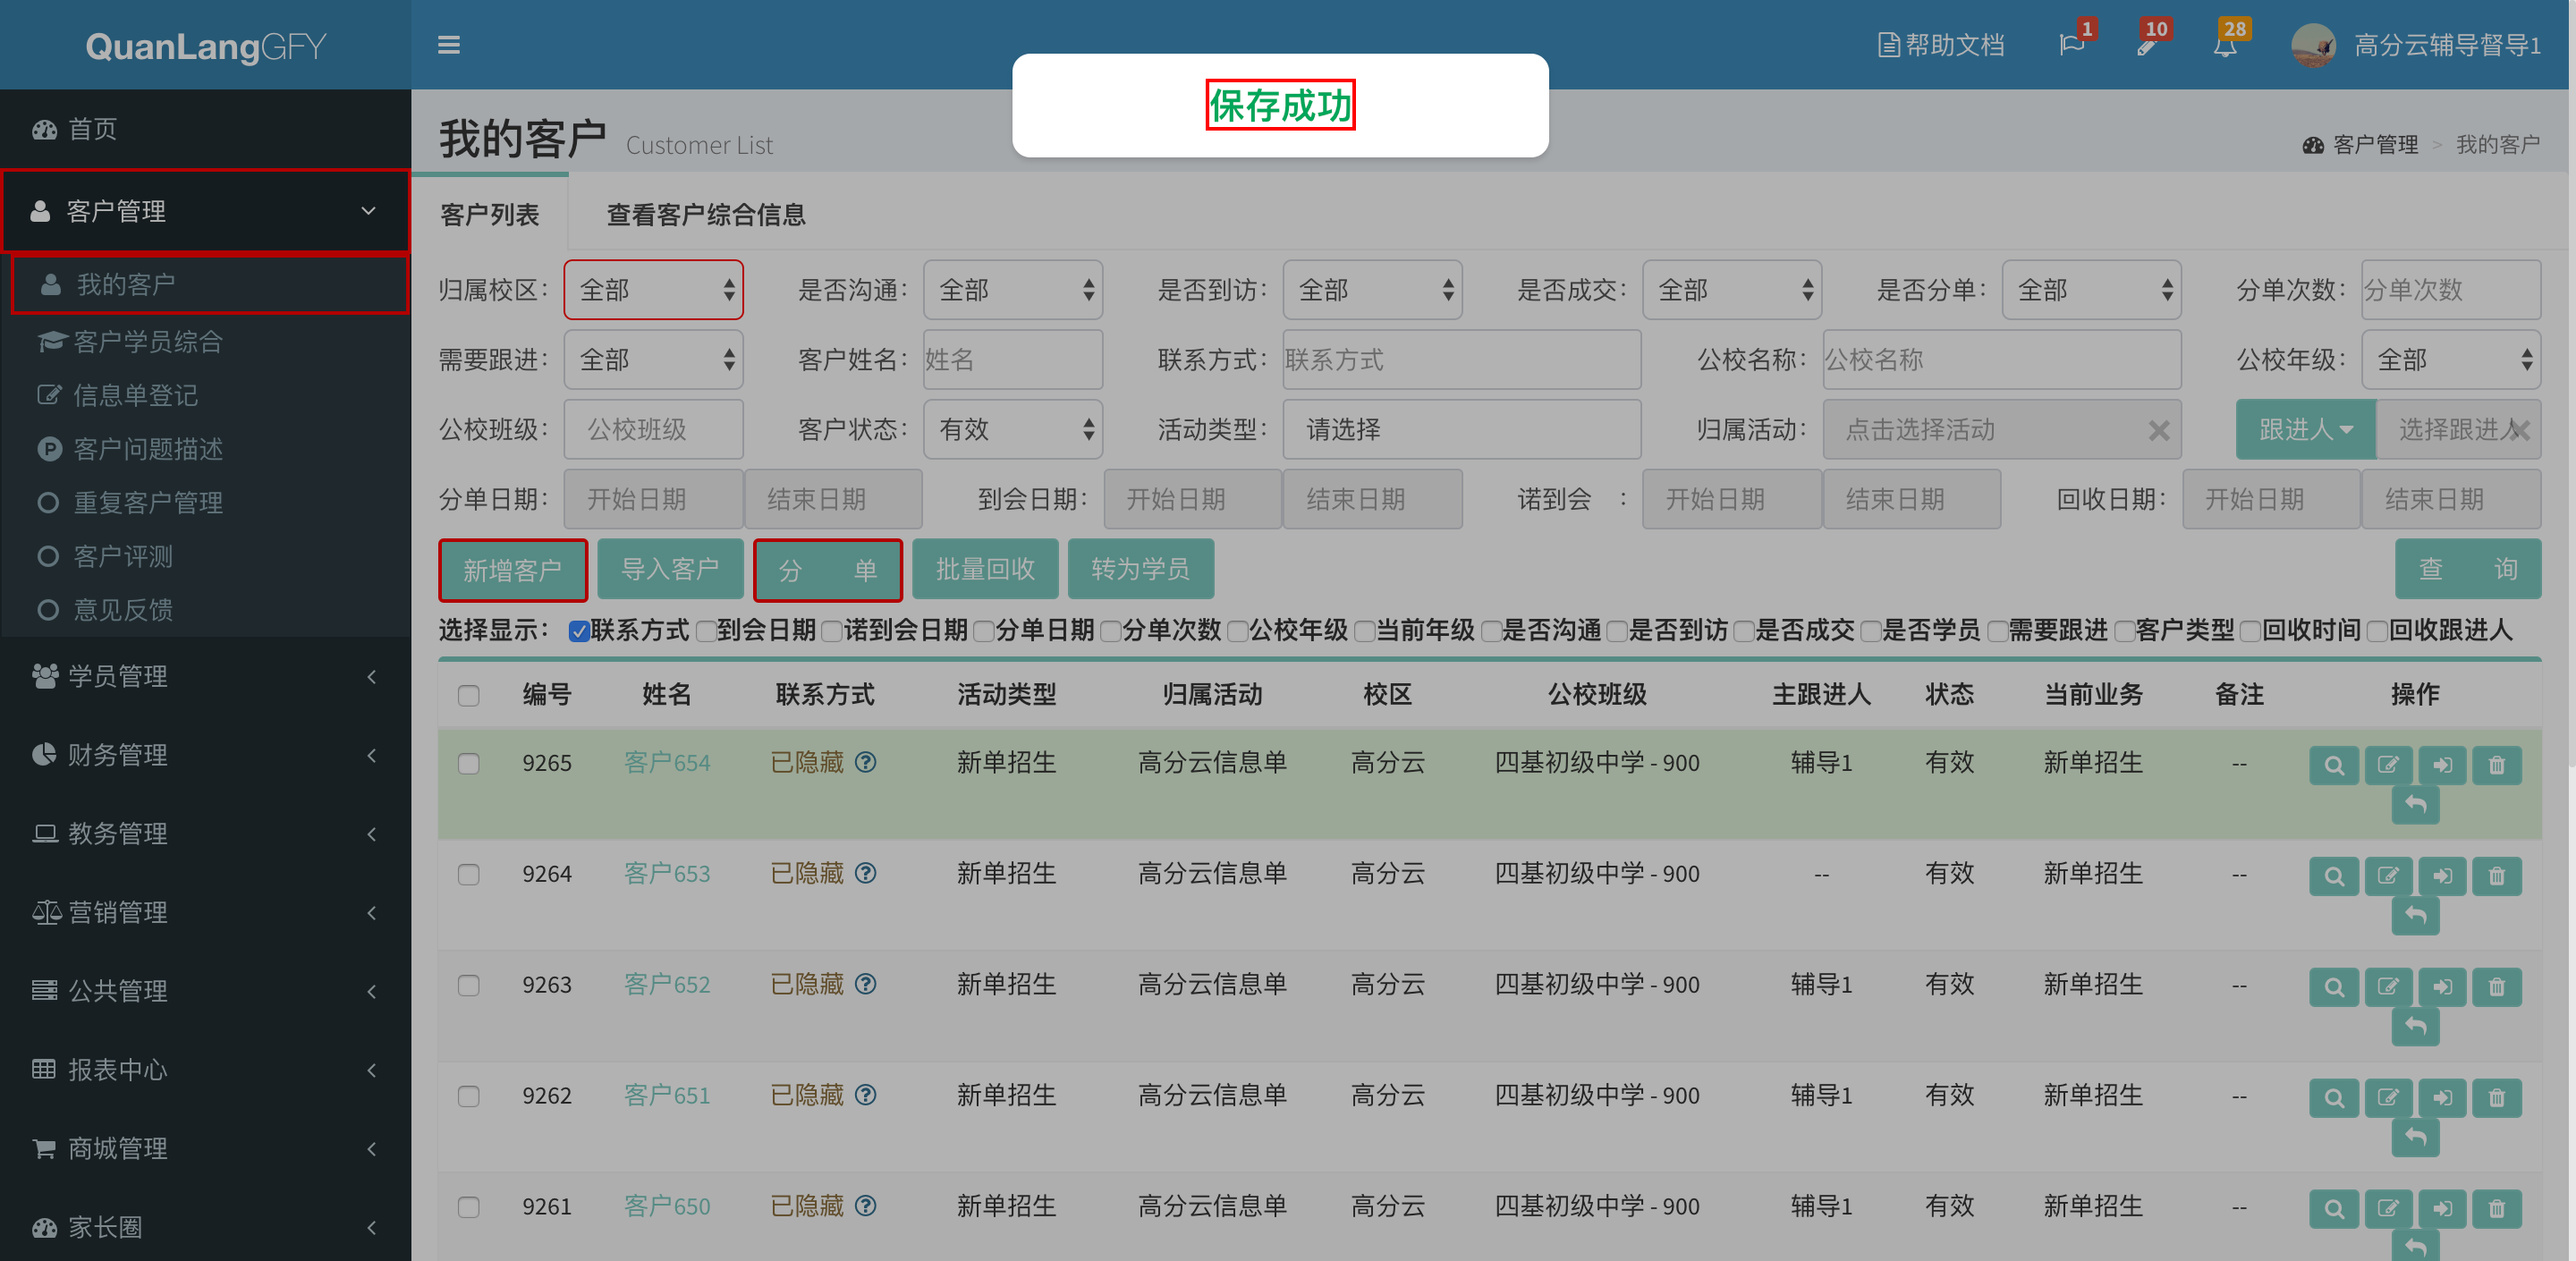 QuanLangGFY
帮助文档 1 10 28 高分云辅导督导1
保存成功
首页
客户管理
我的客户
客户学员综合
信息单登记
客户问题描述
重复客户管理
客户评测
意见反馈
学员管理
财务管理
教务管理
营销管理
公共管理
报表中心
商城管理
家长圈
我的客户 Customer List
客户管理 > 我的客户
客户列表 查看客户综合信息
归属校区: 全部 是否沟通: 全部 是否到访: 全部 是否成交: 全部 是否分单: 全部 分单次数: 分单次数
需要跟进: 全部 客户姓名: 姓名 联系方式: 联系方式 公校名称: 公校名称 公校年级: 全部
公校班级: 公校班级 客户状态: 有效 活动类型: 请选择 归属活动: 点击选择活动 跟进人 选择跟进人
分单日期: 开始日期 结束日期 到会日期: 开始日期 结束日期 诺到会 : 开始日期 结束日期 回收日期: 开始日期 结束日期
新增客户 导入客户 分 单 批量回收 转为学员 查 询
选择显示: 联系方式 到会日期 诺到会日期 分单日期 分单次数 公校年级 当前年级 是否沟通 是否到访 是否成交 是否学员 需要跟进 客户类型 回收时间 回收跟进人
编号 姓名 联系方式 活动类型 归属活动 校区 公校班级 主跟进人 状态 当前业务 备注 操作
9265 客户654 已隐藏 新单招生 高分云信息单 高分云 四基初级中学 - 900 辅导1 有效 新单招生 --
9264 客户653 已隐藏 新单招生 高分云信息单 高分云 四基初级中学 - 900 -- 有效 新单招生 --
9263 客户652 已隐藏 新单招生 高分云信息单 高分云 四基初级中学 - 900 辅导1 有效 新单招生 --
9262 客户651 已隐藏 新单招生 高分云信息单 高分云 四基初级中学 - 900 辅导1 有效 新单招生 --
9261 客户650 已隐藏 新单招生 高分云信息单 高分云 四基初级中学 - 900 辅导1 有效 新单招生 --